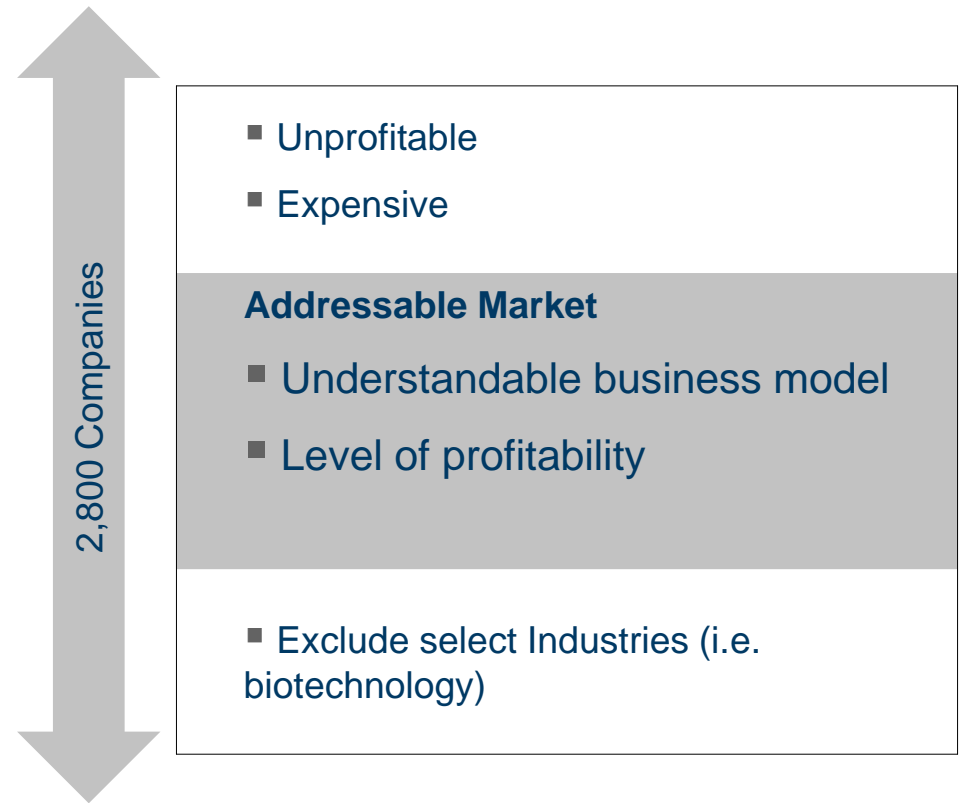 2,800 Companies
▪ Unprofitable
▪ Expensive
Addressable Market
▪ Understandable business model
▪ Level of profitability
▪ Exclude select Industries (i.e.
biotechnology)